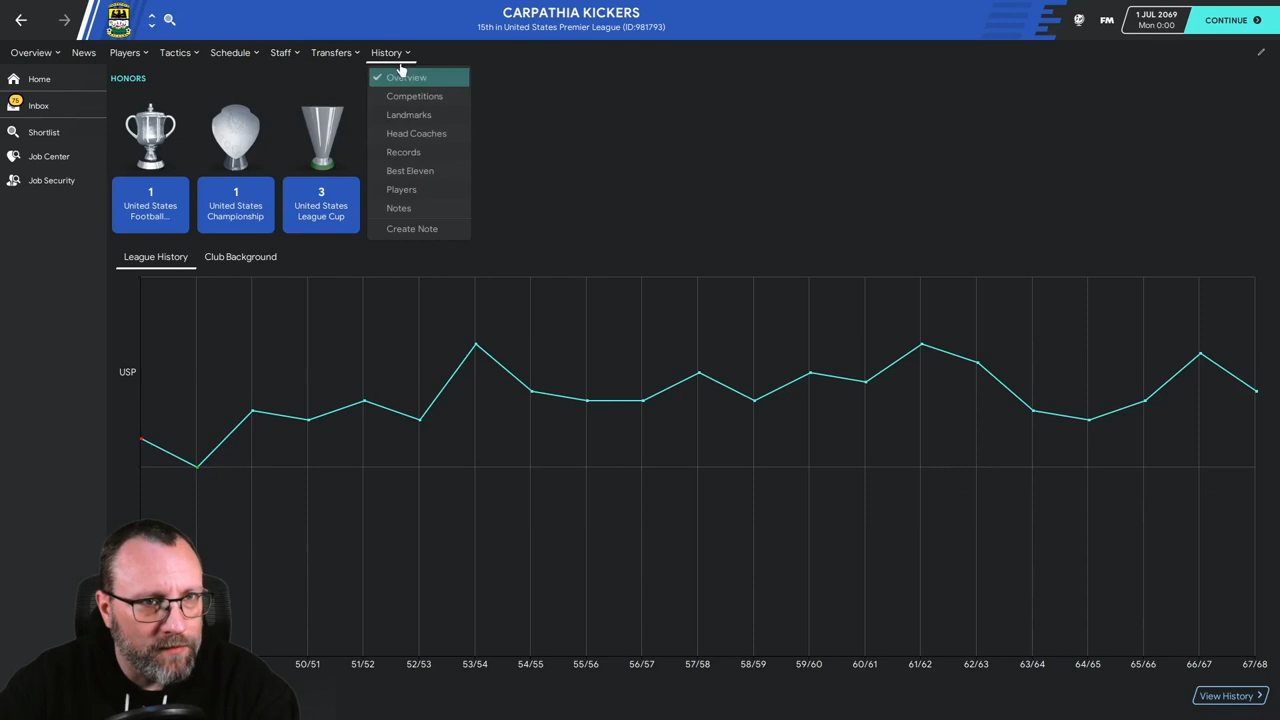 CARPATHIA KICKERS
15th in United States Premier League (ID:981793)
FM
1 JUL 2069
Mon 0:00
CONTINUE
Overview
News
Players
Tactics
Schedule
Staff
Transfers
History
Home
75
Inbox
Shortlist
Job Center
Job Security
HONORS
1
United States
Football...
1
United States
Championship
3
United States
League Cup
Overview
Competitions
Landmarks
Head Coaches
Records
Best Eleven
Players
Notes
Create Note
League History
Club Background
USP
50/51
51/52
52/53
53/54
54/55
55/56
56/57
57/58
58/59
59/60
60/61
61/62
62/63
63/64
64/65
65/66
66/67
67/68
View History